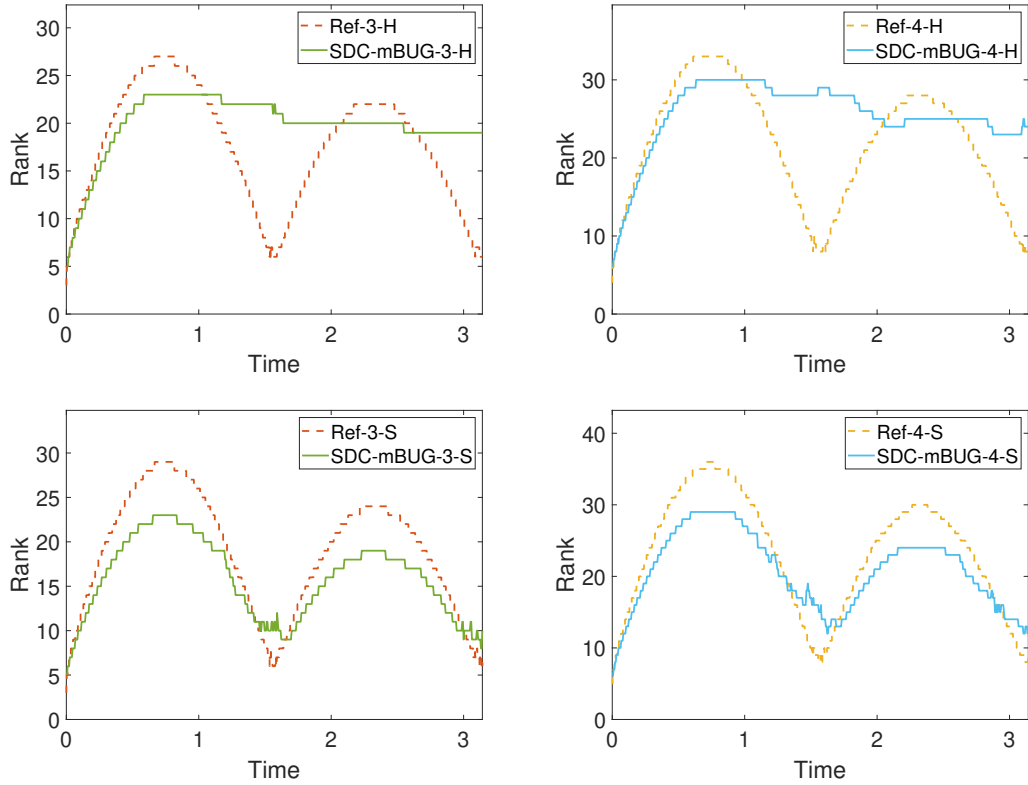 Ref-3-H
SDC-mBUG-3-H
30
25
20
15
10
5
0
Rank
0 1 2 3
Time
Ref-4-H
SDC-mBUG-4-H
30
20
10
0
Rank
0 1 2 3
Time
Ref-3-S
SDC-mBUG-3-S
30
25
20
15
10
5
0
Rank
0 1 2 3
Time
Ref-4-S
SDC-mBUG-4-S
40
30
20
10
0
Rank
0 1 2 3
Time